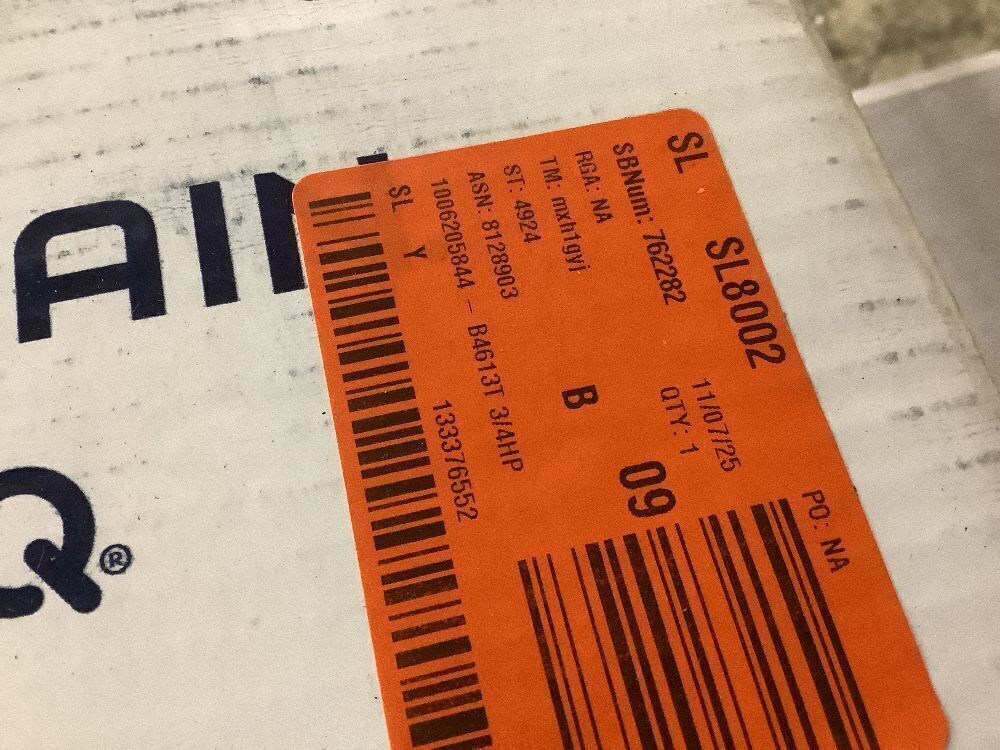 AIN
Q®
SL SL8002
SBNum: 762282 11/07/25 PO: NA
RGA: NA QTY: 1
TM: mxh1gvi
ST: 4924 B 09
ASN: 8128903
1006205844 - B4613T 3/4HP
SL Y 133376552